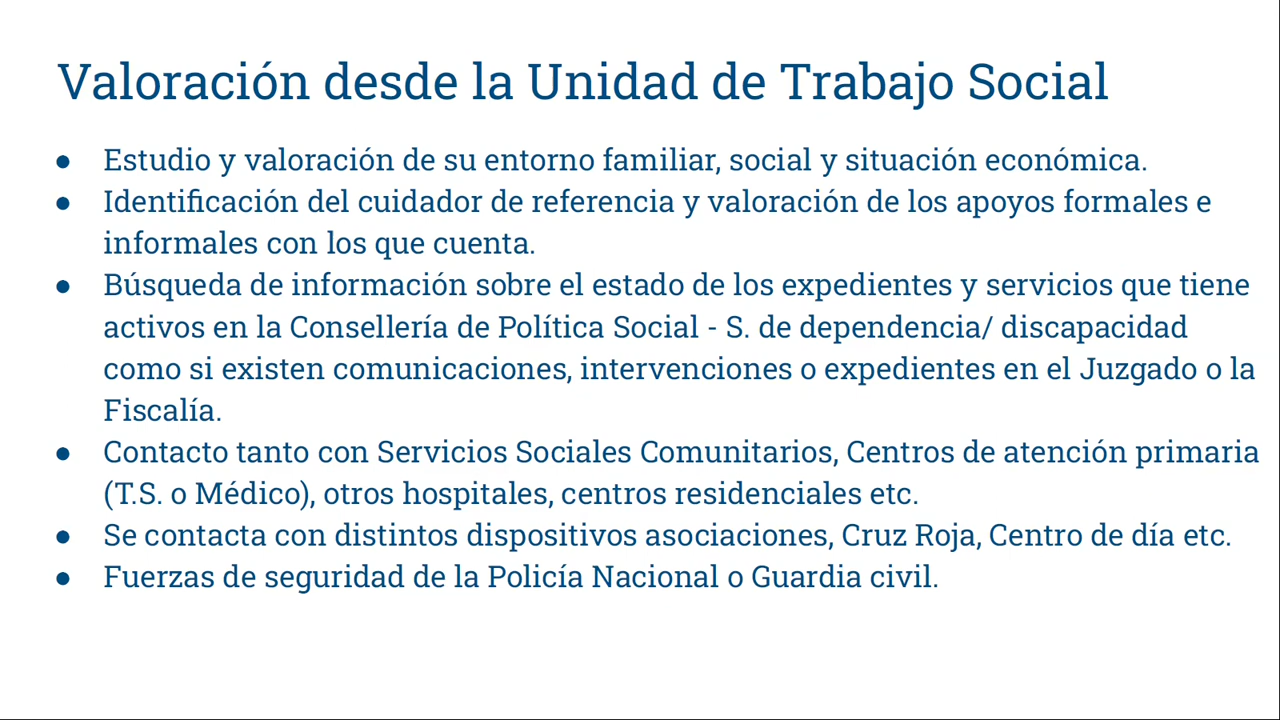 Valoración desde la Unidad de Trabajo Social
● Estudio y valoración de su entorno familiar, social y situación económica.
● Identificación del cuidador de referencia y valoración de los apoyos formales e
informales con los que cuenta.
● Búsqueda de información sobre el estado de los expedientes y servicios que tiene
activos en la Consellería de Política Social - S. de dependencia/ discapacidad
como si existen comunicaciones, intervenciones o expedientes en el Juzgado o la
Fiscalía.
● Contacto tanto con Servicios Sociales Comunitarios, Centros de atención primaria
(T.S. o Médico), otros hospitales, centros residenciales etc.
● Se contacta con distintos dispositivos asociaciones, Cruz Roja, Centro de día etc.
● Fuerzas de seguridad de la Policía Nacional o Guardia civil.